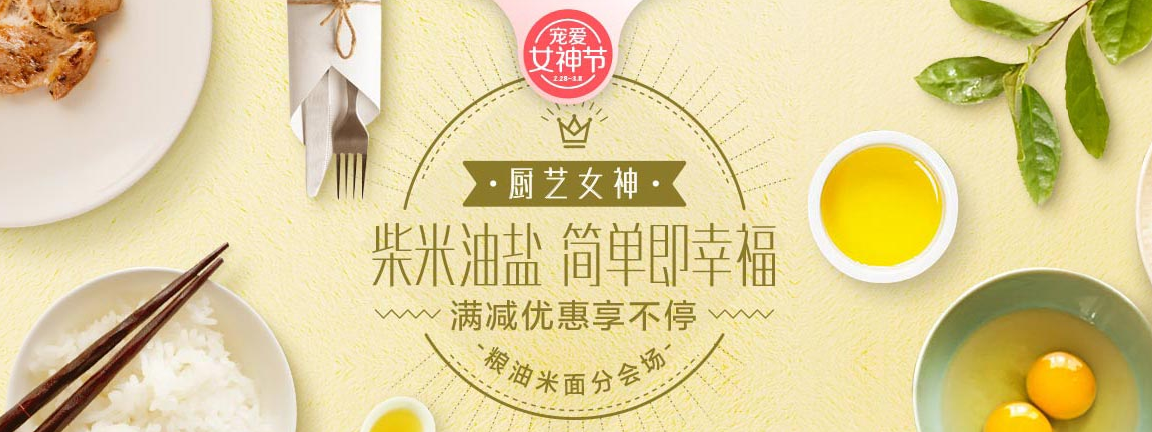 宠爱
女神节
2.28-3.8
·厨艺女神·
柴米油盐 简单即幸福
满减优惠享不停
-粮油米面分会场-